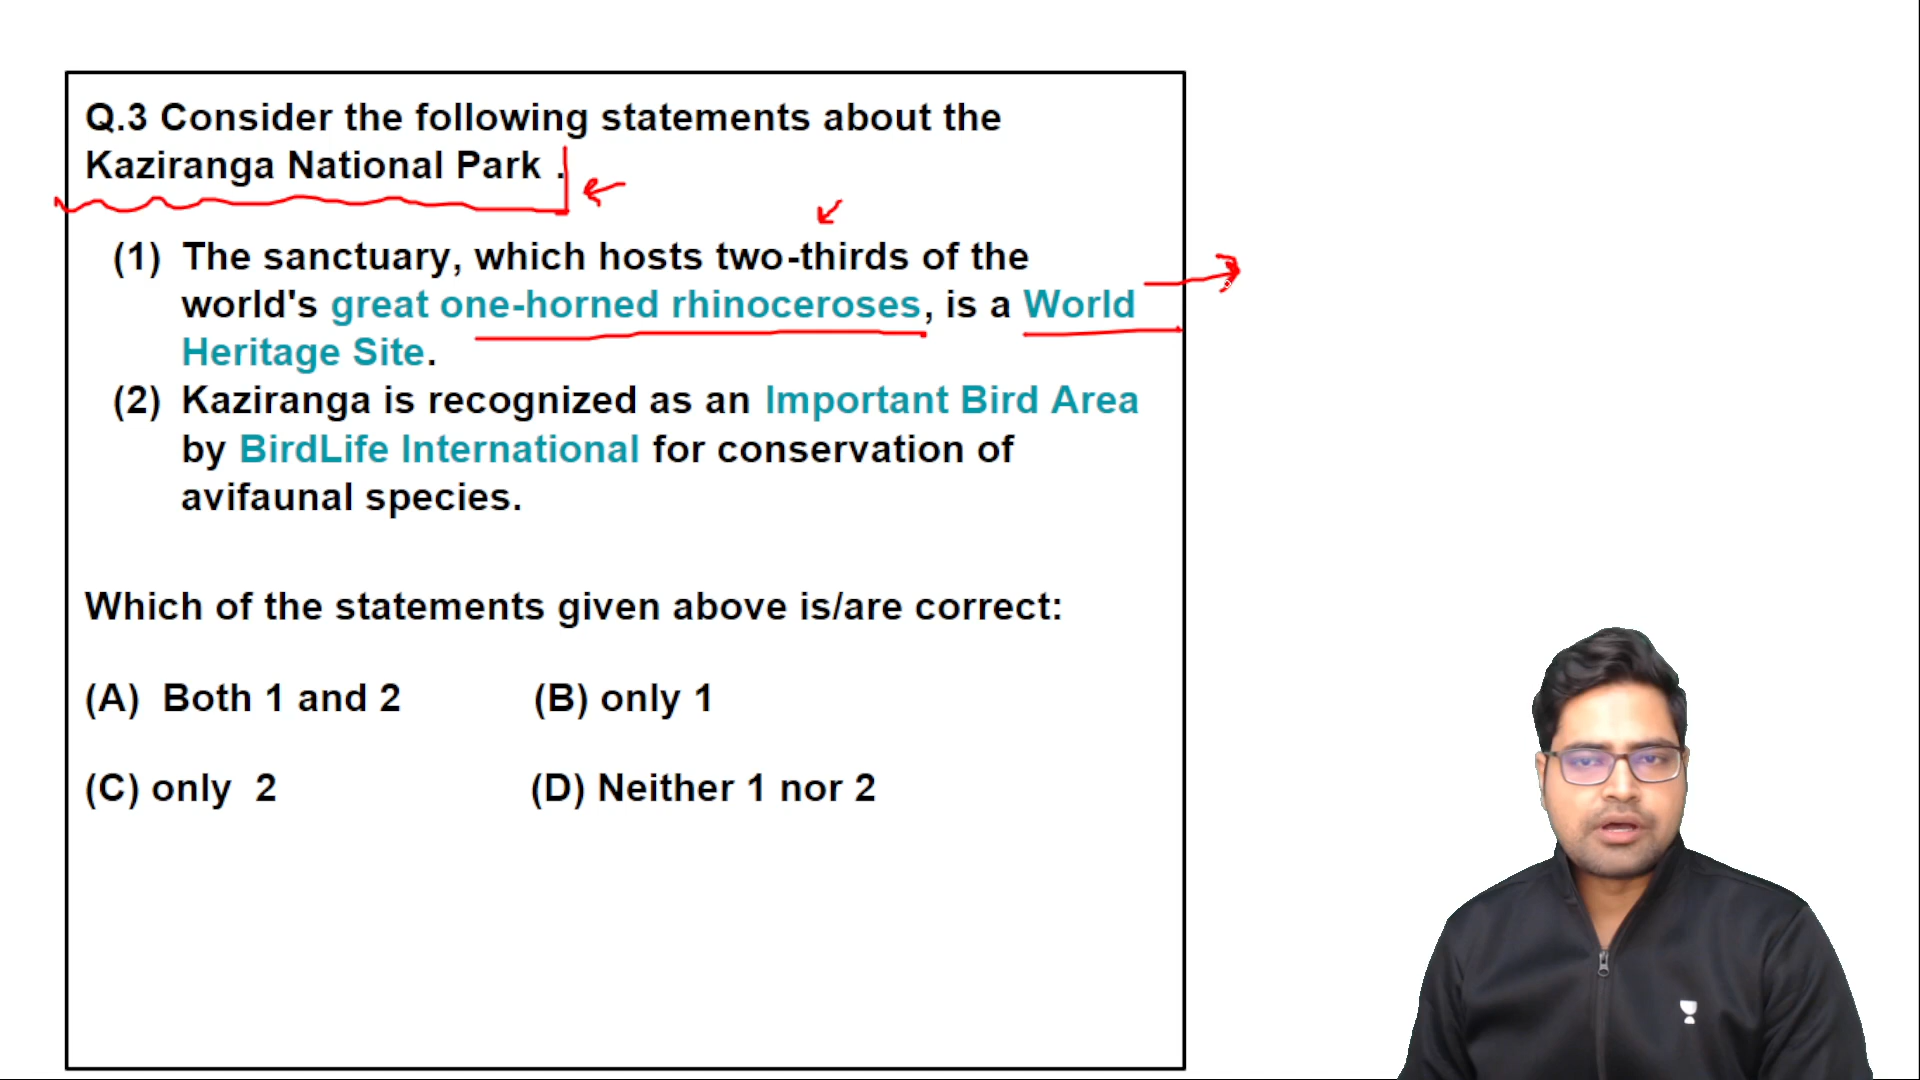 Q.3 Consider the following statements about the
Kaziranga National Park .
(1) The sanctuary, which hosts two-thirds of the
world's great one-horned rhinoceroses, is a World
Heritage Site.
(2) Kaziranga is recognized as an Important Bird Area
by BirdLife International for conservation of
avifaunal species.
Which of the statements given above is/are correct:
(A) Both 1 and 2 (B) only 1
(C) only 2 (D) Neither 1 nor 2